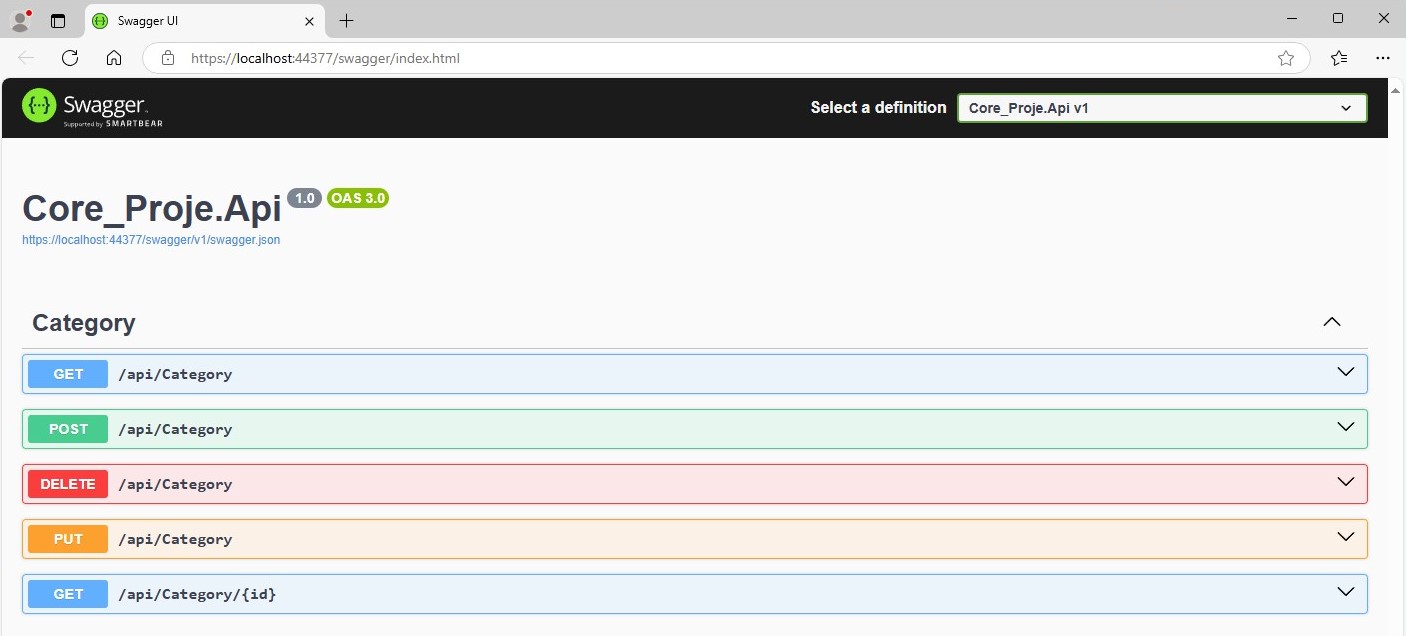 Swagger UI
https://localhost:44377/swagger/index.html
Swagger.
Supported by SMARTBEAR
Select a definition
Core_Proje.Api v1
Core_Proje.Api 1.0 OAS 3.0
https://localhost:44377/swagger/v1/swagger.json
Category
GET /api/Category
POST /api/Category
DELETE /api/Category
PUT /api/Category
GET /api/Category/{id}